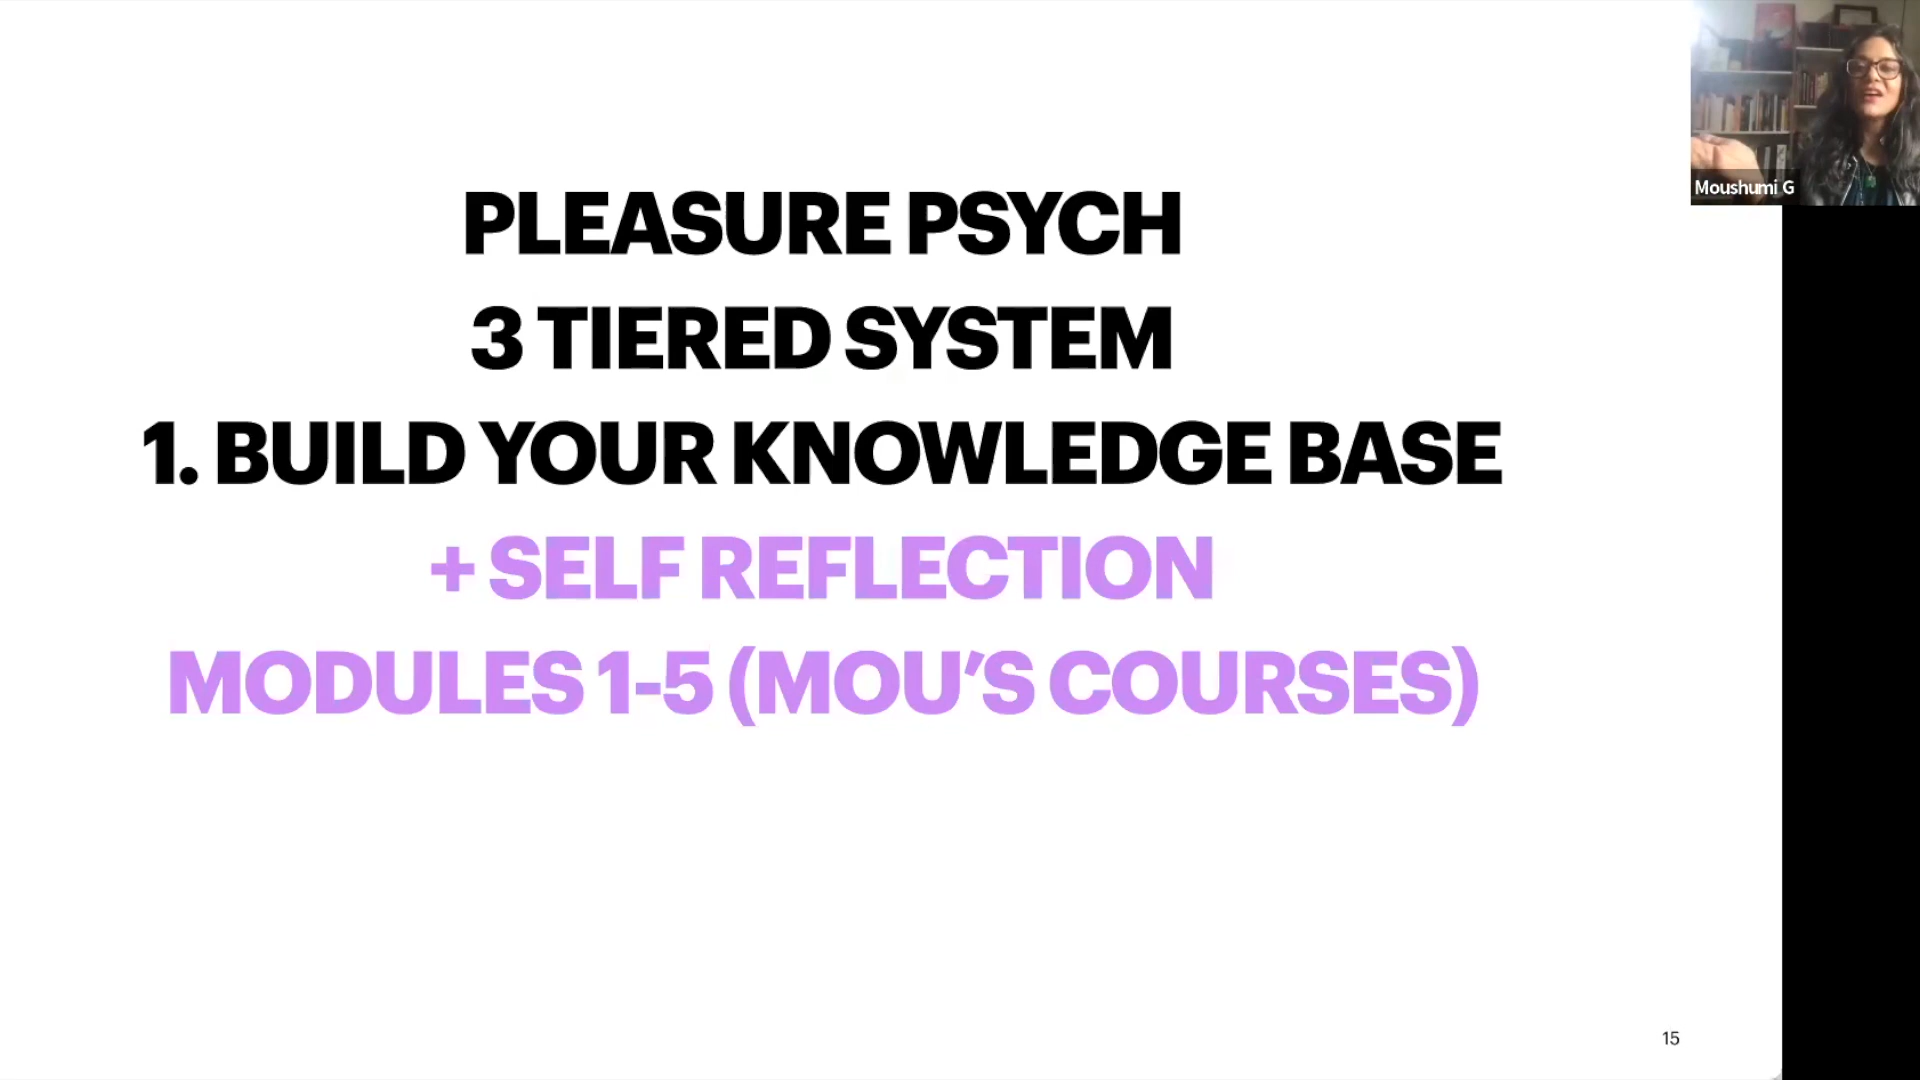 Moushumi G
PLEASURE PSYCH
3 TIERED SYSTEM
1. BUILD YOUR KNOWLEDGE BASE
+ SELF REFLECTION
MODULES 1-5 (MOU’S COURSES)
15